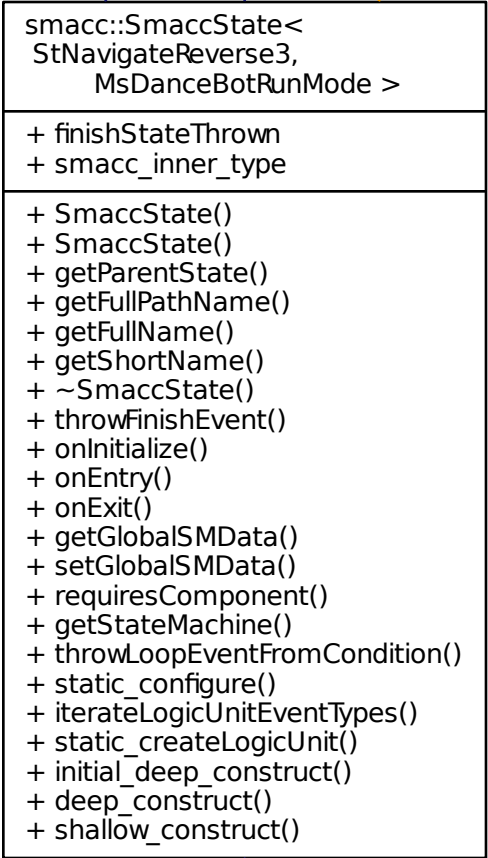 smacc::SmaccState<
StNavigateReverse3,
MsDanceBotRunMode >
+ finishStateThrown
+ smacc_inner_type
+ SmaccState()
+ SmaccState()
+ getParentState()
+ getFullPathName()
+ getFullName()
+ getShortName()
+ ~SmaccState()
+ throwFinishEvent()
+ onInitialize()
+ onEntry()
+ onExit()
+ getGlobalSMData()
+ setGlobalSMData()
+ requiresComponent()
+ getStateMachine()
+ throwLoopEventFromCondition()
+ static_configure()
+ iterateLogicUnitEventTypes()
+ static_createLogicUnit()
+ initial_deep_construct()
+ deep_construct()
+ shallow_construct()